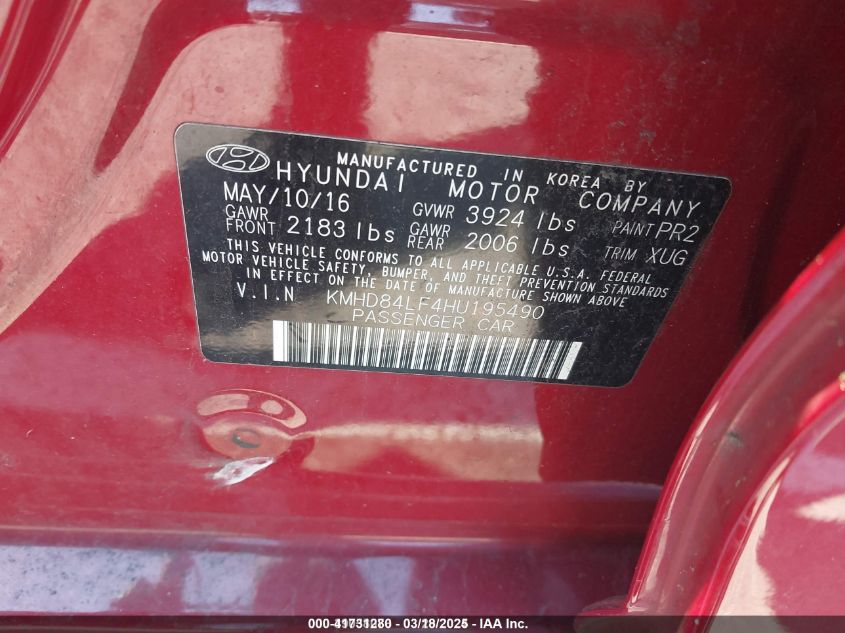 MANUFACTURED IN KOREA BY
HYUNDAI MOTOR COMPANY
MAY/10/16 GVWR 3924 lbs PAINT PR2
GAWR FRONT 2183 lbs GAWR REAR 2006 lbs TRIM XUG
THIS VEHICLE CONFORMS TO ALL APPLICABLE U.S.A. FEDERAL
MOTOR VEHICLE SAFETY, BUMPER, AND THEFT PREVENTION STANDARDS
IN EFFECT ON THE DATE OF MANUFACTURE SHOWN ABOVE
V.I.N KMHD84LF4HU195490
PASSENGER CAR
- 03/18/2025 - IAA Inc.